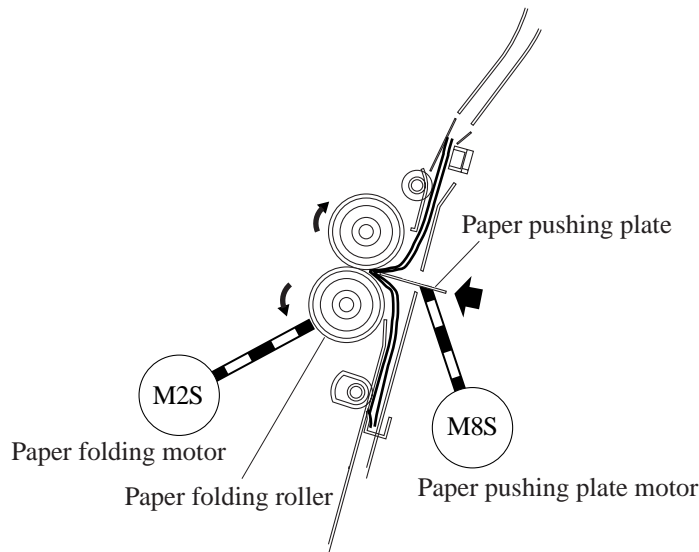 Paper pushing plate
M2S
M8S
Paper folding motor
Paper folding roller
Paper pushing plate motor